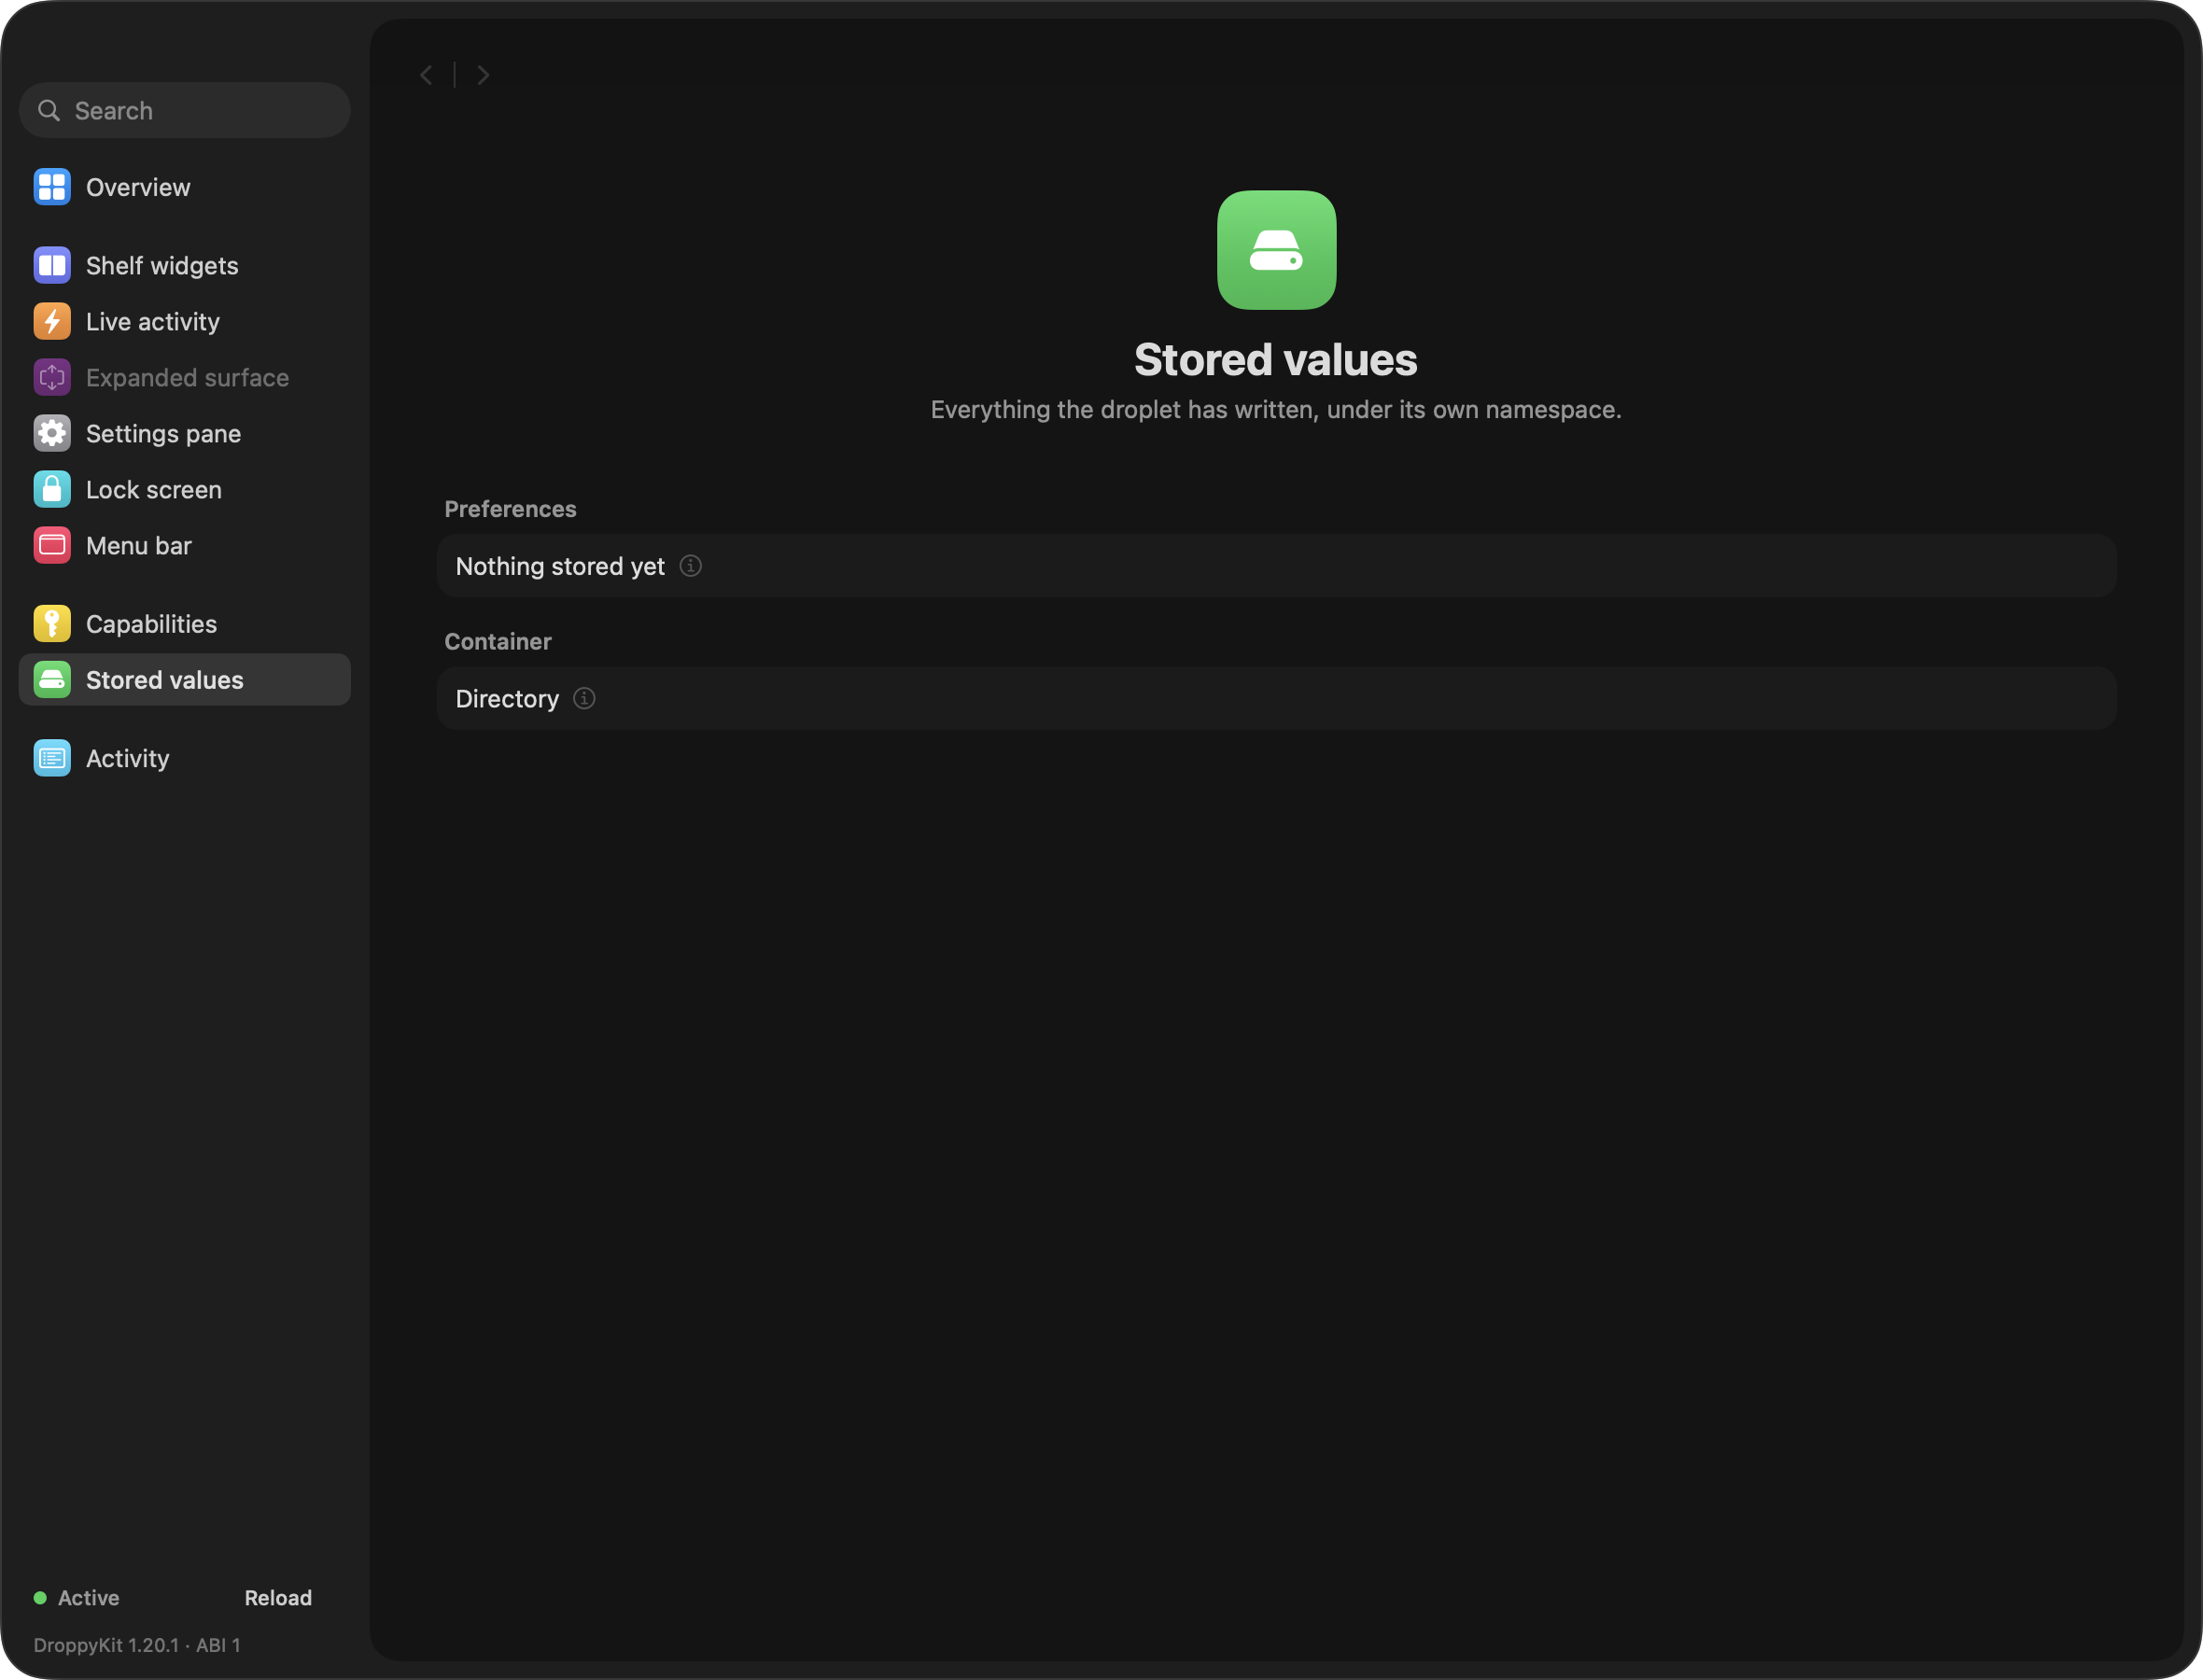 Search
Overview
Shelf widgets
Live activity
Expanded surface
Settings pane
Lock screen
Menu bar
Capabilities
Stored values
Activity
Active
Reload
DroppyKit 1.20.1 · ABI 1
Stored values
Everything the droplet has written, under its own namespace.
Preferences
Nothing stored yet
Container
Directory